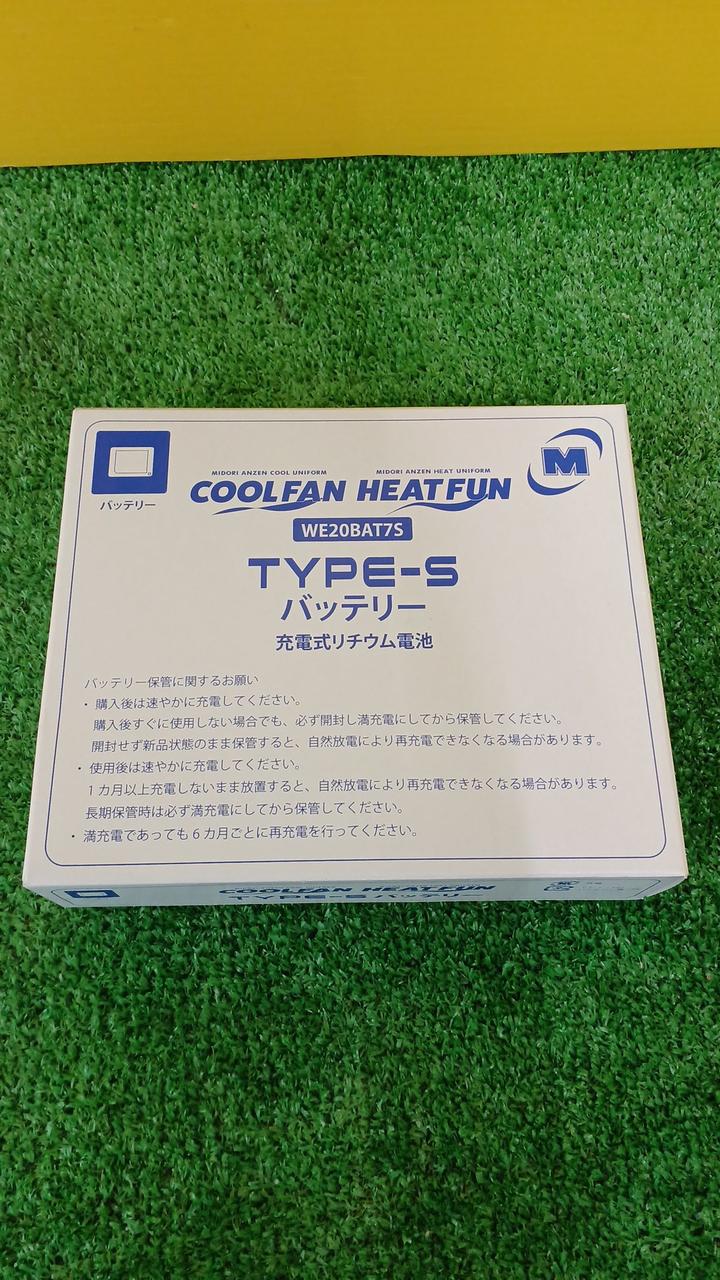 MIDORI ANZEN COOL UNIFORM MIDORI ANZEN HEAT UNIFORM
COOLFAN HEATFUN
M
バッテリー
WE20BAT7S
TYPE-S
バッテリー
充電式リチウム電池
バッテリー保管に関するお願い
・購入後は速やかに充電してください。
購入後すぐに使用しない場合でも、必ず開封し満充電にしてから保管してください。
開封せず新品状態のまま保管すると、自然放電により再充電できなくなる場合があります。
・使用後は速やかに充電してください。
1カ月以上充電しないまま放置すると、自然放電により再充電できなくなる場合があります。
長期保管時は必ず満充電にしてから保管してください。
・満充電であっても6カ月ごとに再充電を行ってください。
COOLFAN HEATFUN
TYPE-S バッテリー